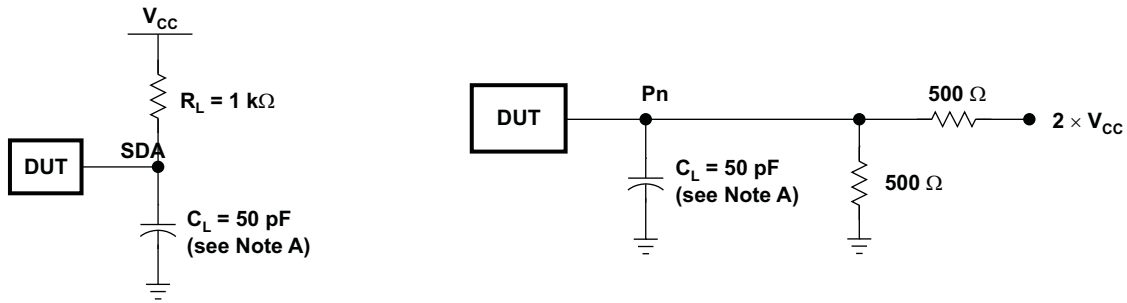 V_CC
R_L = 1 kΩ
DUT
SDA
C_L = 50 pF
(see Note A)
DUT
Pn
500 Ω
2 × V_CC
C_L = 50 pF
(see Note A)
500 Ω